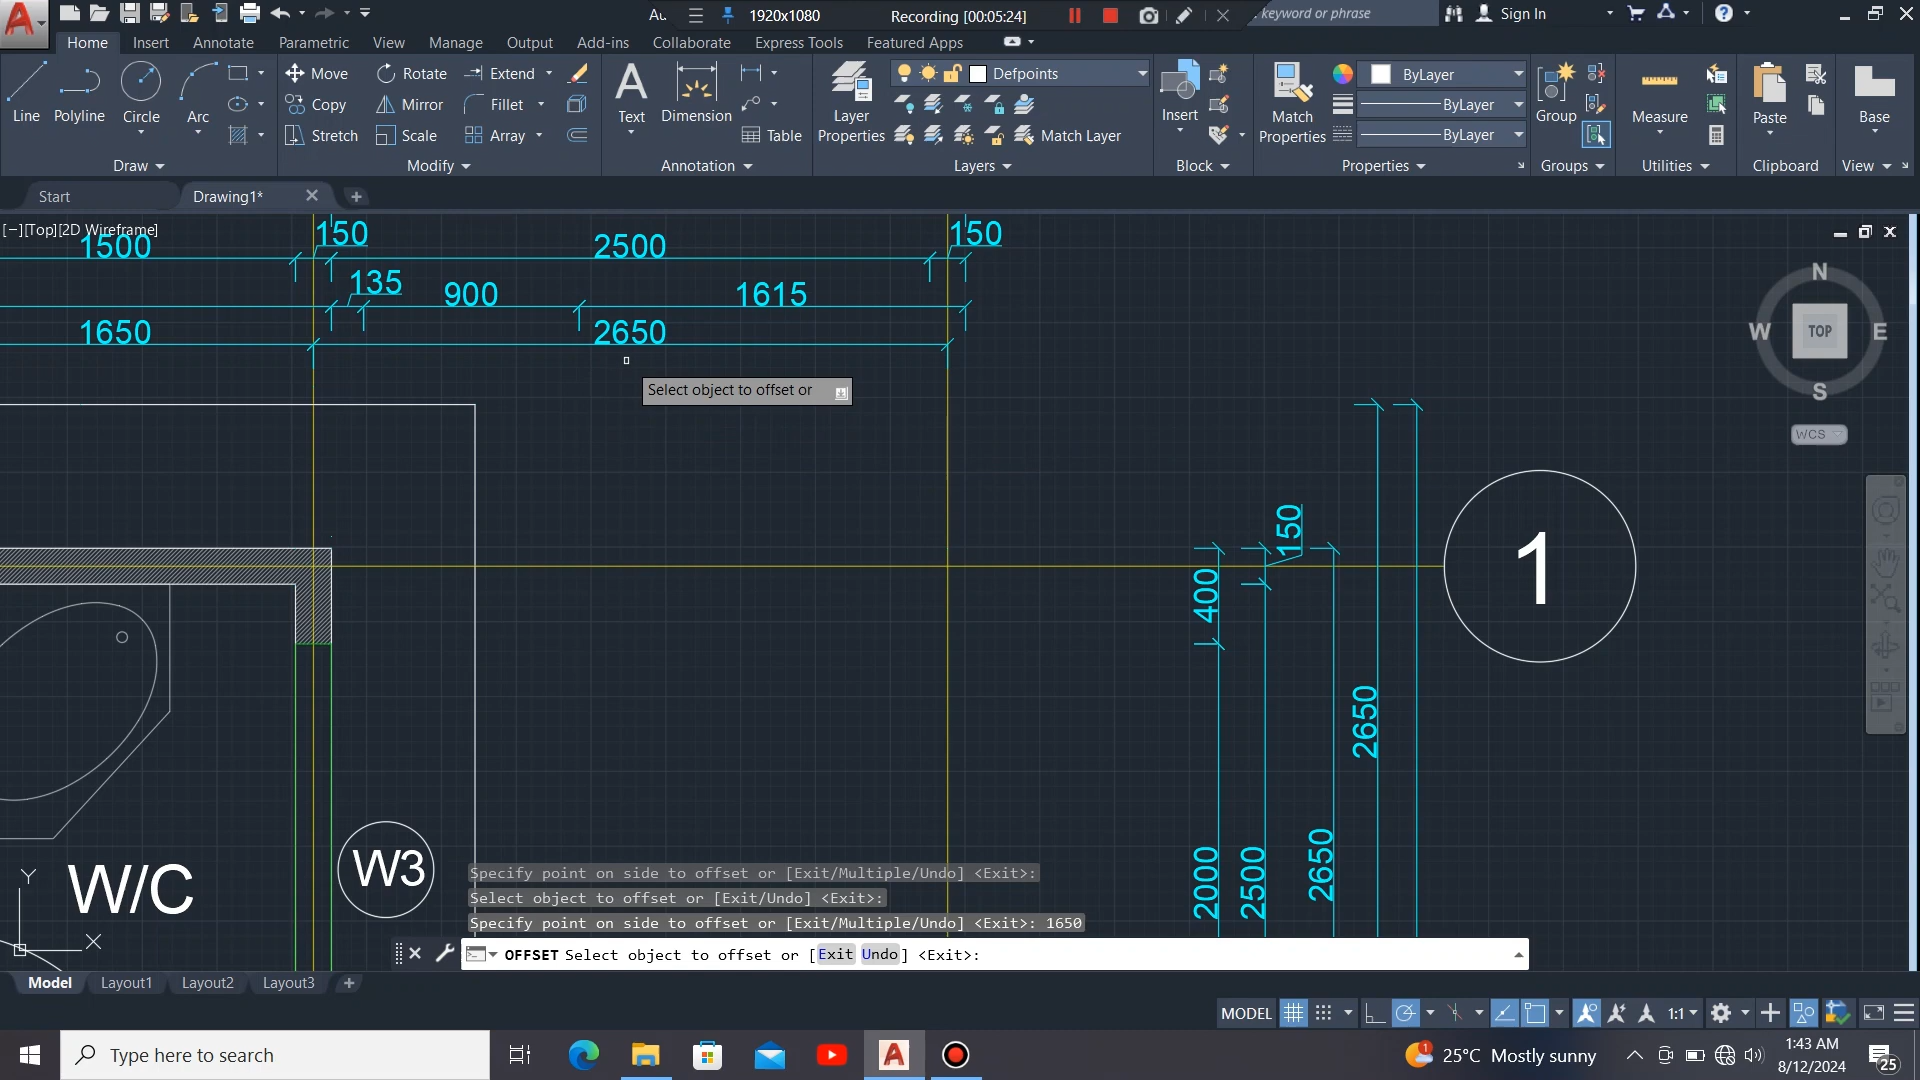 Au
1920x1080
Recording [00:05:24]
keyword or phrase
Sign In
Home
Insert
Annotate
Parametric
View
Manage
Output
Add-ins
Collaborate
Express Tools
Featured Apps
Line
Polyline
Circle
Arc
Move
Rotate
Extend
Copy
Mirror
Fillet
Stretch
Scale
Array
Text
Dimension
Table
Layer
Properties
Defpoints
Match Layer
Insert
Match
Properties
ByLayer
ByLayer
ByLayer
Group
Measure
Paste
Base
Draw
Modify
Annotation
Layers
Block
Properties
Groups
Utilities
Clipboard
View
Start
Drawing1*
[−][Top][2D Wireframe]
1500
150
2500
150
135
900
1615
1650
2650
Select object to offset or
N
W
TOP
E
S
WCS
150
400
1
2650
2000
2500
2650
W/C
W3
Y
X
Specify point on side to offset or [Exit/Multiple/Undo] <Exit>:
Select object to offset or [Exit/Undo] <Exit>:
Specify point on side to offset or [Exit/Multiple/Undo] <Exit>: 1650
OFFSET Select object to offset or [Exit Undo] <Exit>:
Model
Layout1
Layout2
Layout3
MODEL
1:1
Type here to search
25°C Mostly sunny
1:43 AM
8/12/2024
25